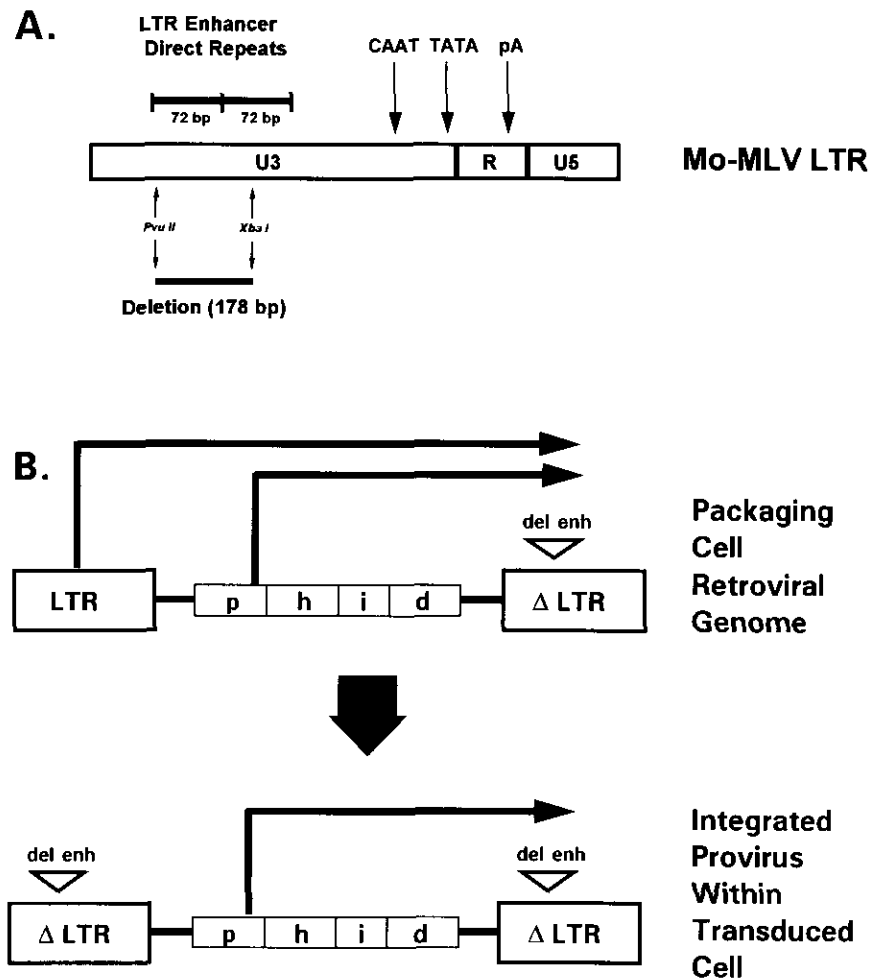 A.
LTR Enhancer
Direct Repeats
CAAT TATA pA
72 bp 72 bp
U3 R U5
Mo-MLV LTR
Pvu II Xba I
Deletion (178 bp)
B.
del enh
LTR p h i d Δ LTR
Packaging
Cell
Retroviral
Genome
del enh del enh
Δ LTR p h i d Δ LTR
Integrated
Provirus
Within
Transduced
Cell